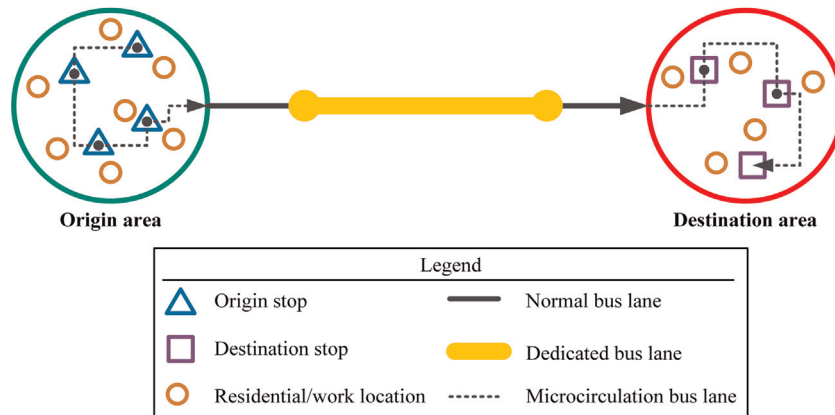 Origin area
Destination area
Legend
Origin stop
Normal bus lane
Destination stop
Dedicated bus lane
Residential/work location
Microcirculation bus lane